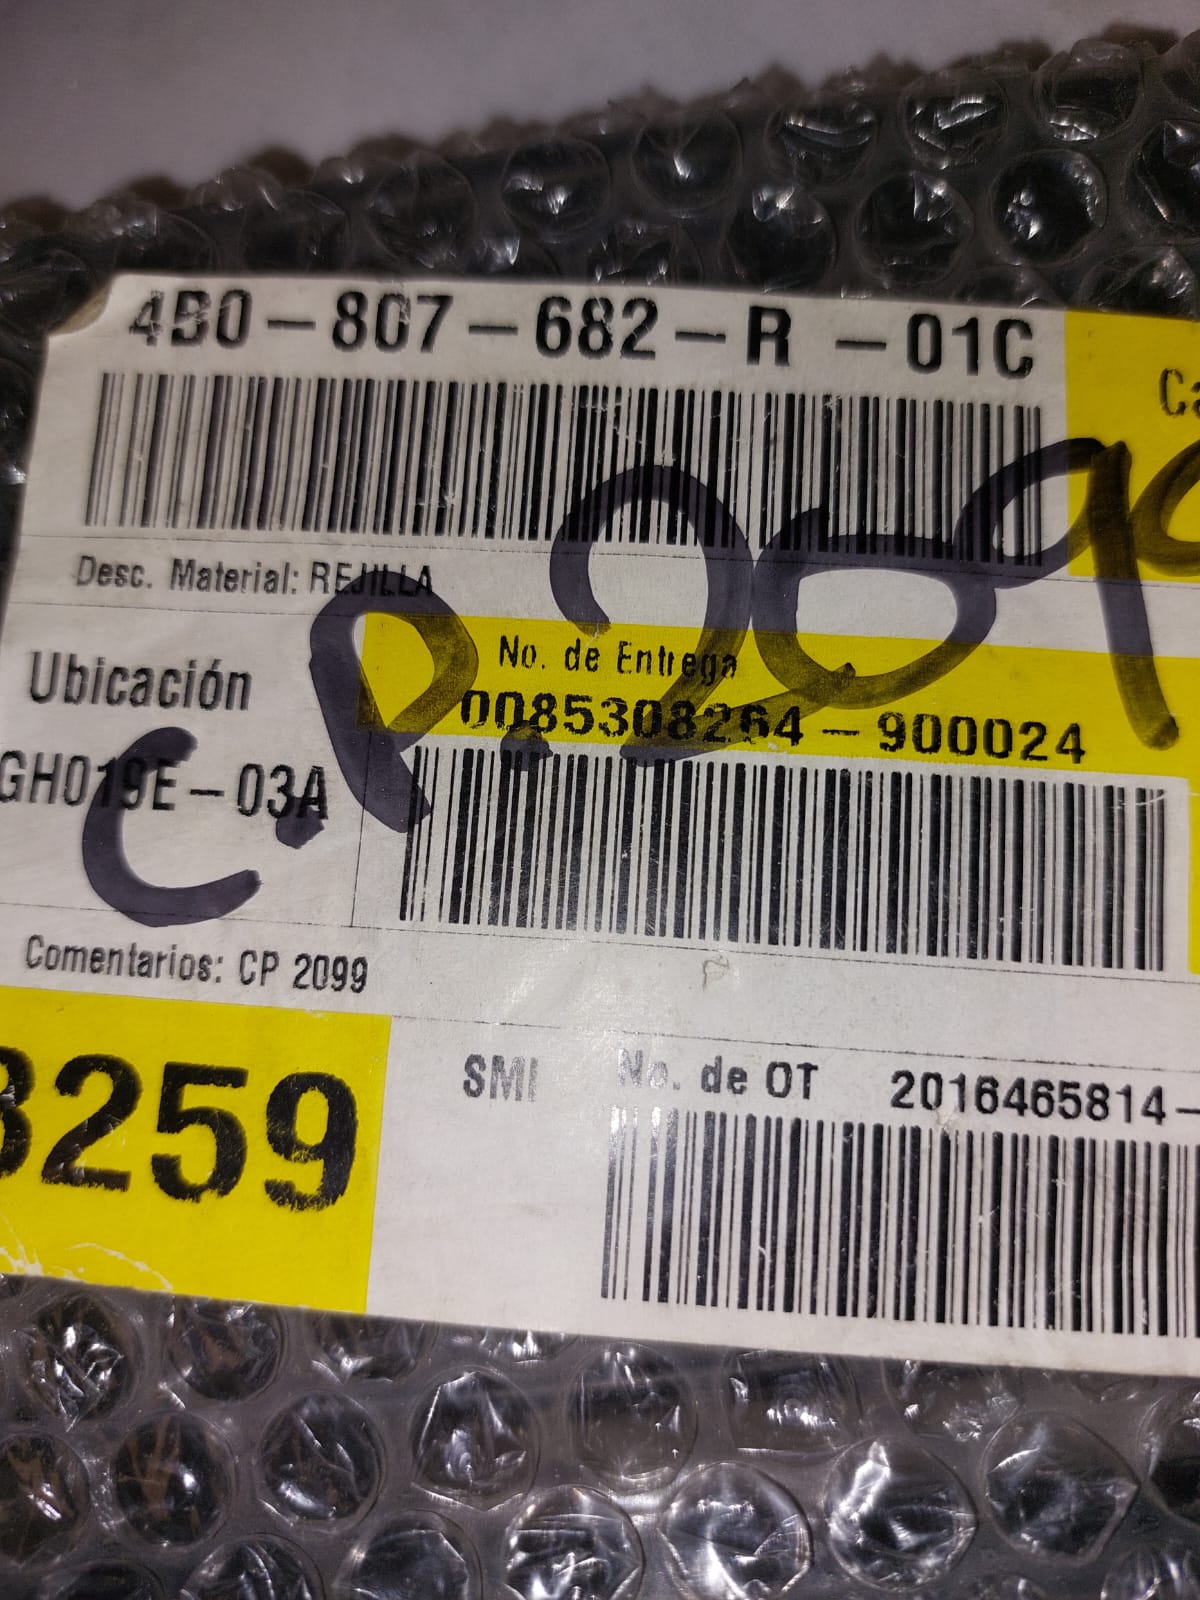 4B0-807-682-R -01C
Ca
Desc. Material: REJILLA
No. de Entrega
0085308264-900024
Ubicación
GH019E-03A
C.P. 209
Comentarios: CP 2099
3259
SMI No. de OT 2016465814-